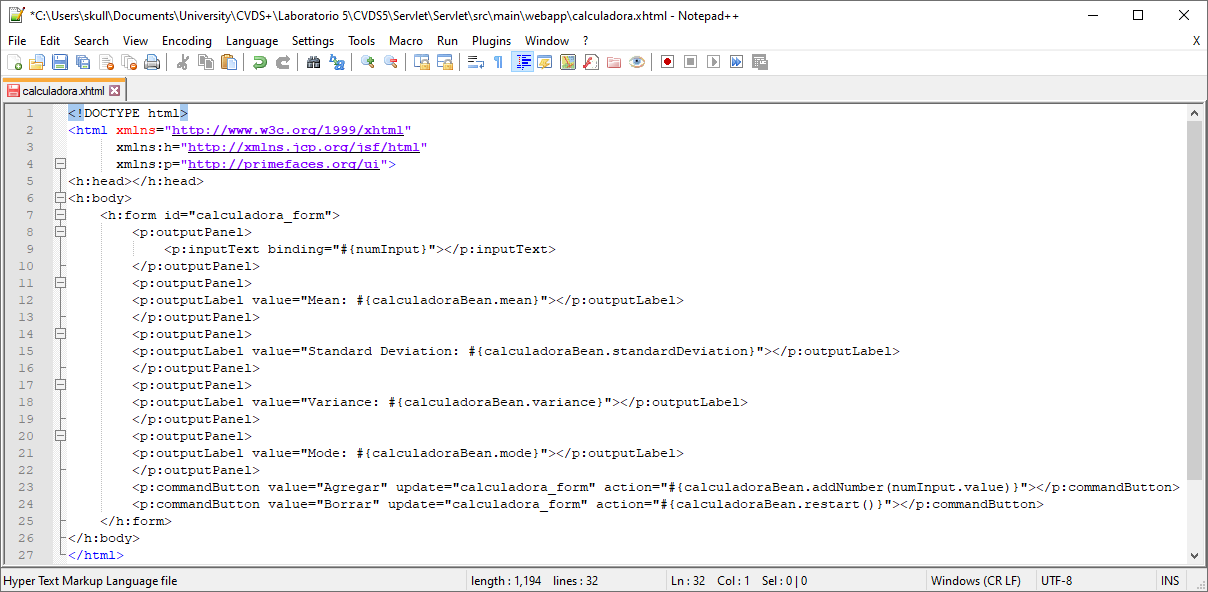 *C:\Users\skull\Documents\University\CVDS+\Laboratorio 5\CVDS5\Servlet\Servlet\src\main\webapp\calculadora.xhtml - Notepad++
File Edit Search View Encoding Language Settings Tools Macro Run Plugins Window ? X
calculadora.xhtml
1 <!DOCTYPE html>
2 <html xmlns="http://www.w3c.org/1999/xhtml"
3 xmlns:h="http://xmlns.jcp.org/jsf/html"
4 xmlns:p="http://primefaces.org/ui">
5 <h:head></h:head>
6 <h:body>
7 <h:form id="calculadora_form">
8 <p:outputPanel>
9 <p:inputText binding="#{numInput}"></p:inputText>
10 </p:outputPanel>
11 <p:outputPanel>
12 <p:outputLabel value="Mean: #{calculadoraBean.mean}"></p:outputLabel>
13 </p:outputPanel>
14 <p:outputPanel>
15 <p:outputLabel value="Standard Deviation: #{calculadoraBean.standardDeviation}"></p:outputLabel>
16 </p:outputPanel>
17 <p:outputPanel>
18 <p:outputLabel value="Variance: #{calculadoraBean.variance}"></p:outputLabel>
19 </p:outputPanel>
20 <p:outputPanel>
21 <p:outputLabel value="Mode: #{calculadoraBean.mode}"></p:outputLabel>
22 </p:outputPanel>
23 <p:commandButton value="Agregar" update="calculadora_form" action="#{calculadoraBean.addNumber(numInput.value)}"></p:commandButton>
24 <p:commandButton value="Borrar" update="calculadora_form" action="#{calculadoraBean.restart()}"></p:commandButton>
25 </h:form>
26 </h:body>
27 </html>
Hyper Text Markup Language file length : 1,194 lines : 32 Ln : 32 Col : 1 Sel : 0 | 0 Windows (CR LF) UTF-8 INS